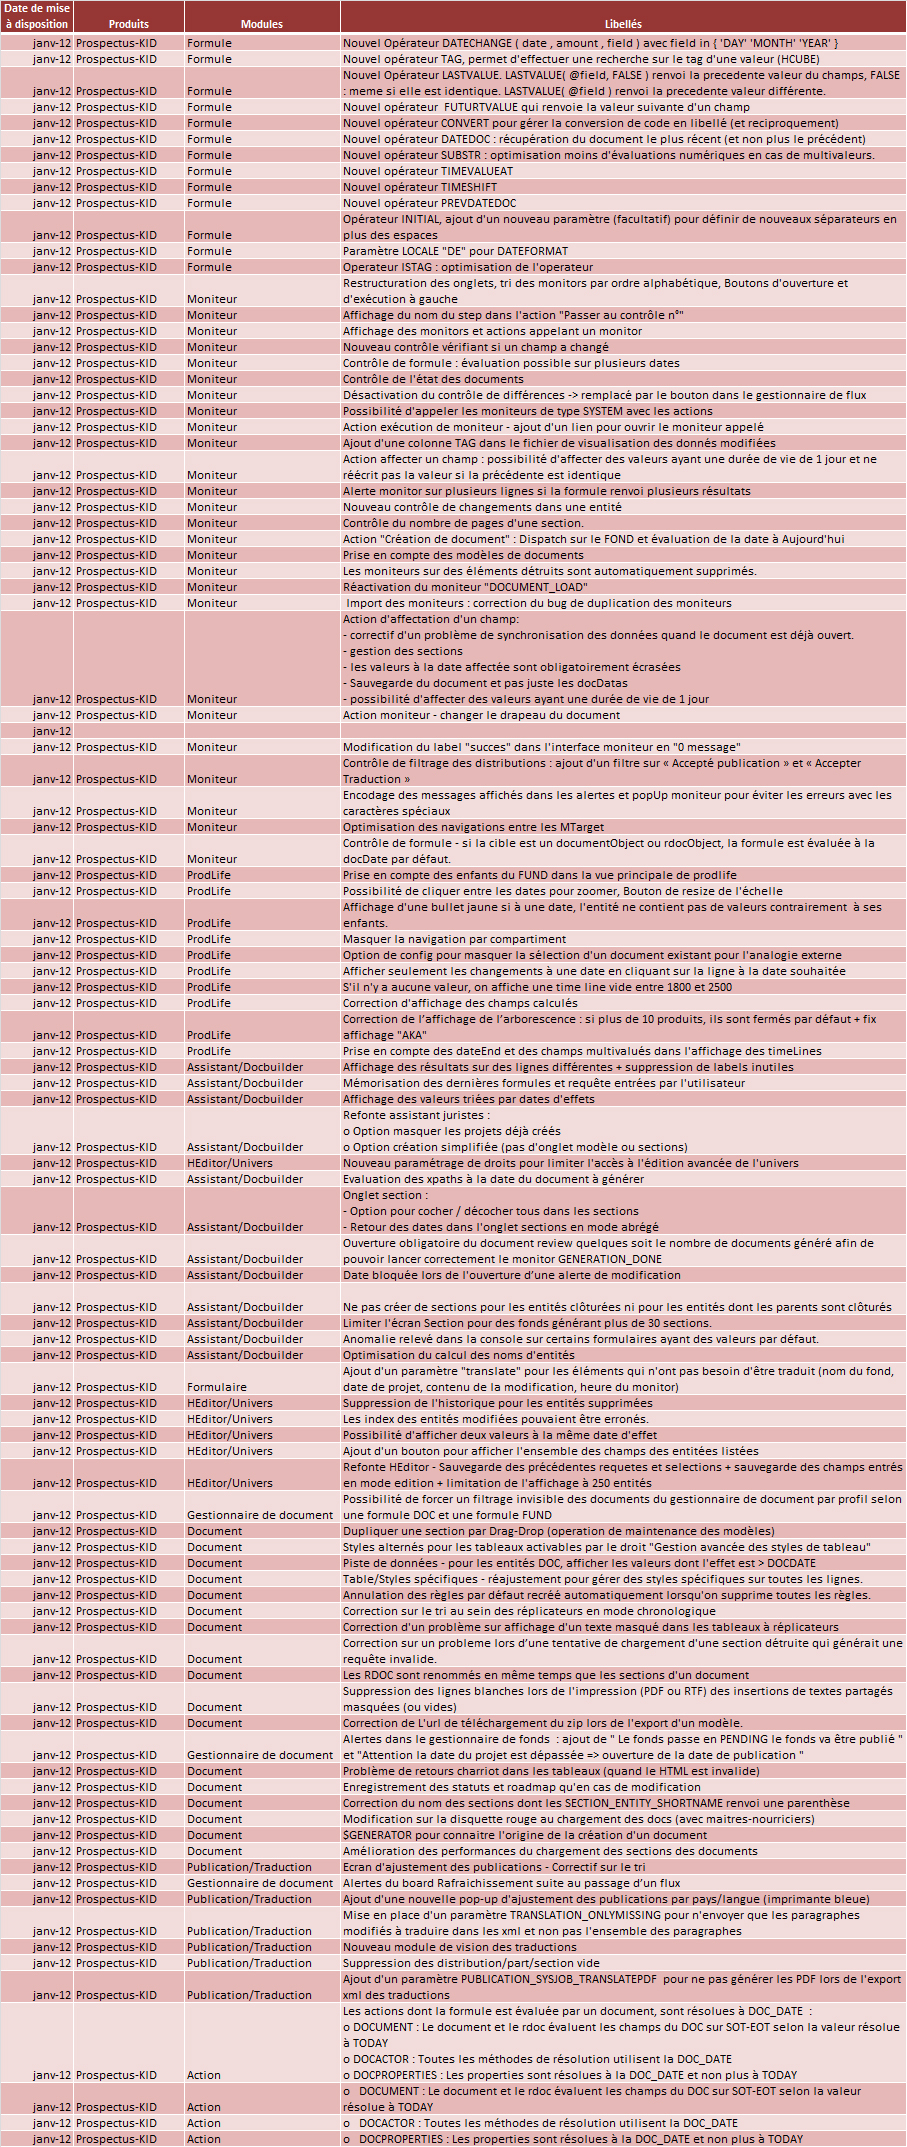 Date de mise
à disposition Produits Modules Libellés
janv-12 Prospectus-KID Formule Nouvel Opérateur DATECHANGE ( date , amount , field ) avec field in { 'DAY' 'MONTH' 'YEAR' }
janv-12 Prospectus-KID Formule Nouvel opérateur TAG, permet d'effectuer une recherche sur le tag d'une valeur (HCUBE)
Nouvel Opérateur LASTVALUE. LASTVALUE( @field, FALSE ) renvoi la precedente valeur du champs, FALSE
janv-12 Prospectus-KID Formule : meme si elle est identique. LASTVALUE( @field ) renvoi la precedente valeur différente.
janv-12 Prospectus-KID Formule Nouvel opérateur  FUTURTVALUE qui renvoie la valeur suivante d'un champ
janv-12 Prospectus-KID Formule Nouvel opérateur CONVERT pour gérer la conversion de code en libellé (et reciproquement)
janv-12 Prospectus-KID Formule Nouvel opérateur DATEDOC : récupération du document le plus récent (et non plus le précédent)
janv-12 Prospectus-KID Formule Nouvel opérateur SUBSTR : optimisation moins d'évaluations numériques en cas de multivaleurs.
janv-12 Prospectus-KID Formule Nouvel opérateur TIMEVALUEAT
janv-12 Prospectus-KID Formule Nouvel opérateur TIMESHIFT
janv-12 Prospectus-KID Formule Nouvel opérateur PREVDATEDOC
Opérateur INITIAL, ajout d'un nouveau paramètre (facultatif) pour définir de nouveaux séparateurs en
janv-12 Prospectus-KID Formule plus des espaces
janv-12 Prospectus-KID Formule Paramètre LOCALE "DE" pour DATEFORMAT
janv-12 Prospectus-KID Formule Operateur ISTAG : optimisation de l'operateur
Restructuration des onglets, tri des monitors par ordre alphabétique, Boutons d'ouverture et
janv-12 Prospectus-KID Moniteur d'exécution à gauche
janv-12 Prospectus-KID Moniteur Affichage du nom du step dans l'action "Passer au contrôle n°"
janv-12 Prospectus-KID Moniteur Affichage des monitors et actions appelant un monitor
janv-12 Prospectus-KID Moniteur Nouveau contrôle vérifiant si un champ a changé
janv-12 Prospectus-KID Moniteur Contrôle de formule : évaluation possible sur plusieurs dates
janv-12 Prospectus-KID Moniteur Contrôle de l'état des documents
janv-12 Prospectus-KID Moniteur Désactivation du contrôle de différences -> remplacé par le bouton dans le gestionnaire de flux
janv-12 Prospectus-KID Moniteur Possibilité d'appeler les moniteurs de type SYSTEM avec les actions
janv-12 Prospectus-KID Moniteur Action exécution de moniteur - ajout d'un lien pour ouvrir le moniteur appelé
janv-12 Prospectus-KID Moniteur Ajout d'une colonne TAG dans le fichier de visualisation des donnés modifiées
Action affecter un champ : possibilité d'affecter des valeurs ayant une durée de vie de 1 jour et ne
janv-12 Prospectus-KID Moniteur réécrit pas la valeur si la précédente est identique
janv-12 Prospectus-KID Moniteur Alerte monitor sur plusieurs lignes si la formule renvoi plusieurs résultats
janv-12 Prospectus-KID Moniteur Nouveau contrôle de changements dans une entité
janv-12 Prospectus-KID Moniteur Contrôle du nombre de pages d'une section.
janv-12 Prospectus-KID Moniteur Action "Création de document" : Dispatch sur le FOND et évaluation de la date à Aujourd'hui
janv-12 Prospectus-KID Moniteur Prise en compte des modèles de documents
janv-12 Prospectus-KID Moniteur Les moniteurs sur des éléments détruits sont automatiquement supprimés.
janv-12 Prospectus-KID Moniteur Réactivation du moniteur "DOCUMENT_LOAD"
janv-12 Prospectus-KID Moniteur Import des moniteurs : correction du bug de duplication des moniteurs
Action d'affectation d'un champ:
- correctif d'un problème de synchronisation des données quand le document est déjà ouvert.
- gestion des sections
- les valeurs à la date affectée sont obligatoirement écrasées
- Sauvegarde du document et pas juste les docDatas
janv-12 Prospectus-KID Moniteur - possibilité d'affecter des valeurs ayant une durée de vie de 1 jour
janv-12 Prospectus-KID Moniteur Action moniteur - changer le drapeau du document
janv-12
janv-12 Prospectus-KID Moniteur Modification du label "succes" dans l'interface moniteur en "0 message"
Contrôle de filtrage des distributions : ajout d'un filtre sur « Accepté publication » et « Accepter
janv-12 Prospectus-KID Moniteur Traduction »
Encodage des messages affichés dans les alertes et popUp moniteur pour éviter les erreurs avec les
janv-12 Prospectus-KID Moniteur caractères spéciaux
janv-12 Prospectus-KID Moniteur Optimisation des navigations entre les MTarget
Contrôle de formule - si la cible est un documentObject ou rdocObject, la formule est évaluée à la
janv-12 Prospectus-KID Moniteur docDate par défaut.
janv-12 Prospectus-KID ProdLife Prise en compte des enfants du FUND dans la vue principale de prodlife
janv-12 Prospectus-KID ProdLife Possibilité de cliquer entre les dates pour zoomer, Bouton de resize de l'échelle
Affichage d'une bullet jaune si à une date, l'entité ne contient pas de valeurs contrairement  à ses
janv-12 Prospectus-KID ProdLife enfants.
janv-12 Prospectus-KID ProdLife Masquer la navigation par compartiment
janv-12 Prospectus-KID ProdLife Option de config pour masquer la sélection d'un document existant pour l'analogie externe
janv-12 Prospectus-KID ProdLife Afficher seulement les changements à une date en cliquant sur la ligne à la date souhaitée
janv-12 Prospectus-KID ProdLife S'il n'y a aucune valeur, on affiche une time line vide entre 1800 et 2500
janv-12 Prospectus-KID ProdLife Correction d'affichage des champs calculés
Correction de l’affichage de l’arborescence : si plus de 10 produits, ils sont fermés par défaut + fix
janv-12 Prospectus-KID ProdLife affichage "AKA"
janv-12 Prospectus-KID ProdLife Prise en compte des dateEnd et des champs multivalués dans l'affichage des timeLines
janv-12 Prospectus-KID Assistant/Docbuilder Affichage des résultats sur des lignes différentes + suppression de labels inutiles
janv-12 Prospectus-KID Assistant/Docbuilder Mémorisation des dernières formules et requête entrées par l'utilisateur
janv-12 Prospectus-KID Assistant/Docbuilder Affichage des valeurs triées par dates d'effets
Refonte assistant juristes :
o Option masquer les projets déjà créés
janv-12 Prospectus-KID Assistant/Docbuilder o Option création simplifiée (pas d'onglet modèle ou sections)
janv-12 Prospectus-KID HEditor/Univers Nouveau paramétrage de droits pour limiter l'accès à l'édition avancée de l'univers
janv-12 Prospectus-KID Assistant/Docbuilder Evaluation des xpaths à la date du document à générer
Onglet section :
- Option pour cocher / décocher tous dans les sections
janv-12 Prospectus-KID Assistant/Docbuilder - Retour des dates dans l'onglet sections en mode abrégé
Ouverture obligatoire du document review quelques soit le nombre de documents généré afin de
janv-12 Prospectus-KID Assistant/Docbuilder pouvoir lancer correctement le monitor GENERATION_DONE
janv-12 Prospectus-KID Assistant/Docbuilder Date bloquée lors de l'ouverture d’une alerte de modification
janv-12 Prospectus-KID Assistant/Docbuilder Ne pas créer de sections pour les entités clôturées ni pour les entités dont les parents sont clôturés
janv-12 Prospectus-KID Assistant/Docbuilder Limiter l'écran Section pour des fonds générant plus de 30 sections.
janv-12 Prospectus-KID Assistant/Docbuilder Anomalie relevé dans la console sur certains formulaires ayant des valeurs par défaut.
janv-12 Prospectus-KID Assistant/Docbuilder Optimisation du calcul des noms d'entités
Ajout d'un paramètre "translate" pour les éléments qui n'ont pas besoin d'être traduit (nom du fond,
janv-12 Prospectus-KID Formulaire date de projet, contenu de la modification, heure du monitor)
janv-12 Prospectus-KID HEditor/Univers Suppression de l'historique pour les entités supprimées
janv-12 Prospectus-KID HEditor/Univers Les index des entités modifiées pouvaient être erronés.
janv-12 Prospectus-KID HEditor/Univers Possibilité d'afficher deux valeurs à la même date d'effet
janv-12 Prospectus-KID HEditor/Univers Ajout d'un bouton pour afficher l'ensemble des champs des entitées listées
Refonte HEditor - Sauvegarde des précédentes requetes et selections + sauvegarde des champs entrés
janv-12 Prospectus-KID HEditor/Univers en mode edition + limitation de l'affichage à 250 entités
Possibilité de forcer un filtrage invisible des documents du gestionnaire de document par profil selon
janv-12 Prospectus-KID Gestionnaire de document une formule DOC et une formule FUND
janv-12 Prospectus-KID Document Dupliquer une section par Drag-Drop (operation de maintenance des modèles)
janv-12 Prospectus-KID Document Styles alternés pour les tableaux activables par le droit "Gestion avancée des styles de tableau"
janv-12 Prospectus-KID Document Piste de données - pour les entités DOC, afficher les valeurs dont l'effet est > DOCDATE
janv-12 Prospectus-KID Document Table/Styles spécifiques - réajustement pour gérer des styles spécifiques sur toutes les lignes.
janv-12 Prospectus-KID Document Annulation des règles par défaut recréé automatiquement lorsqu'on supprime toutes les règles.
janv-12 Prospectus-KID Document Correction sur le tri au sein des réplicateurs en mode chronologique
janv-12 Prospectus-KID Document Correction d'un problème sur affichage d'un texte masqué dans les tableaux à réplicateurs
Correction sur un probleme lors d’une tentative de chargement d'une section détruite qui générait une
janv-12 Prospectus-KID Document requête invalide.
janv-12 Prospectus-KID Document Les RDOC sont renommés en même temps que les sections d'un document
Suppression des lignes blanches lors de l'impression (PDF ou RTF) des insertions de textes partagés
janv-12 Prospectus-KID Document masquées (ou vides)
janv-12 Prospectus-KID Document Correction de L'url de téléchargement du zip lors de l'export d'un modèle.
Alertes dans le gestionnaire de fonds  : ajout de " Le fonds passe en PENDING le fonds va être publié "
janv-12 Prospectus-KID Gestionnaire de document et "Attention la date du projet est dépassée => ouverture de la date de publication "
janv-12 Prospectus-KID Document Problème de retours charriot dans les tableaux (quand le HTML est invalide)
janv-12 Prospectus-KID Document Enregistrement des statuts et roadmap qu'en cas de modification
janv-12 Prospectus-KID Document Correction du nom des sections dont les SECTION_ENTITY_SHORTNAME renvoi une parenthèse
janv-12 Prospectus-KID Document Modification sur la disquette rouge au chargement des docs (avec maitres-nourriciers)
janv-12 Prospectus-KID Document $GENERATOR pour connaitre l'origine de la création d'un document
janv-12 Prospectus-KID Document Amélioration des performances du chargement des sections des documents
janv-12 Prospectus-KID Publication/Traduction Ecran d'ajustement des publications - Correctif sur le tri
janv-12 Prospectus-KID Gestionnaire de document Alertes du board Rafraichissement suite au passage d’un flux
janv-12 Prospectus-KID Publication/Traduction Ajout d'une nouvelle pop-up d'ajustement des publications par pays/langue (imprimante bleue)
Mise en place d'un paramètre TRANSLATION_ONLYMISSING pour n'envoyer que les paragraphes
janv-12 Prospectus-KID Publication/Traduction modifiés à traduire dans les xml et non pas l'ensemble des paragraphes
janv-12 Prospectus-KID Publication/Traduction Nouveau module de vision des traductions
janv-12 Prospectus-KID Publication/Traduction Suppression des distribution/part/section vide
Ajout d'un paramètre PUBLICATION_SYSJOB_TRANSLATEPDF  pour ne pas générer les PDF lors de l'export
janv-12 Prospectus-KID Publication/Traduction xml des traductions
Les actions dont la formule est évaluée par un document, sont résolues à DOC_DATE  :
o DOCUMENT : Le document et le rdoc évaluent les champs du DOC sur SOT-EOT selon la valeur résolue
à TODAY
o DOCACTOR : Toutes les méthodes de résolution utilisent la DOC_DATE
janv-12 Prospectus-KID Action o DOCPROPERTIES : Les properties sont résolues à la DOC_DATE et non plus à TODAY
o   DOCUMENT : Le document et le rdoc évaluent les champs du DOC sur SOT-EOT selon la valeur
janv-12 Prospectus-KID Action résolue à TODAY
janv-12 Prospectus-KID Action o   DOCACTOR : Toutes les méthodes de résolution utilisent la DOC_DATE
janv-12 Prospectus-KID Action o   DOCPROPERTIES : Les properties sont résolues à la DOC_DATE et non plus à TODAY